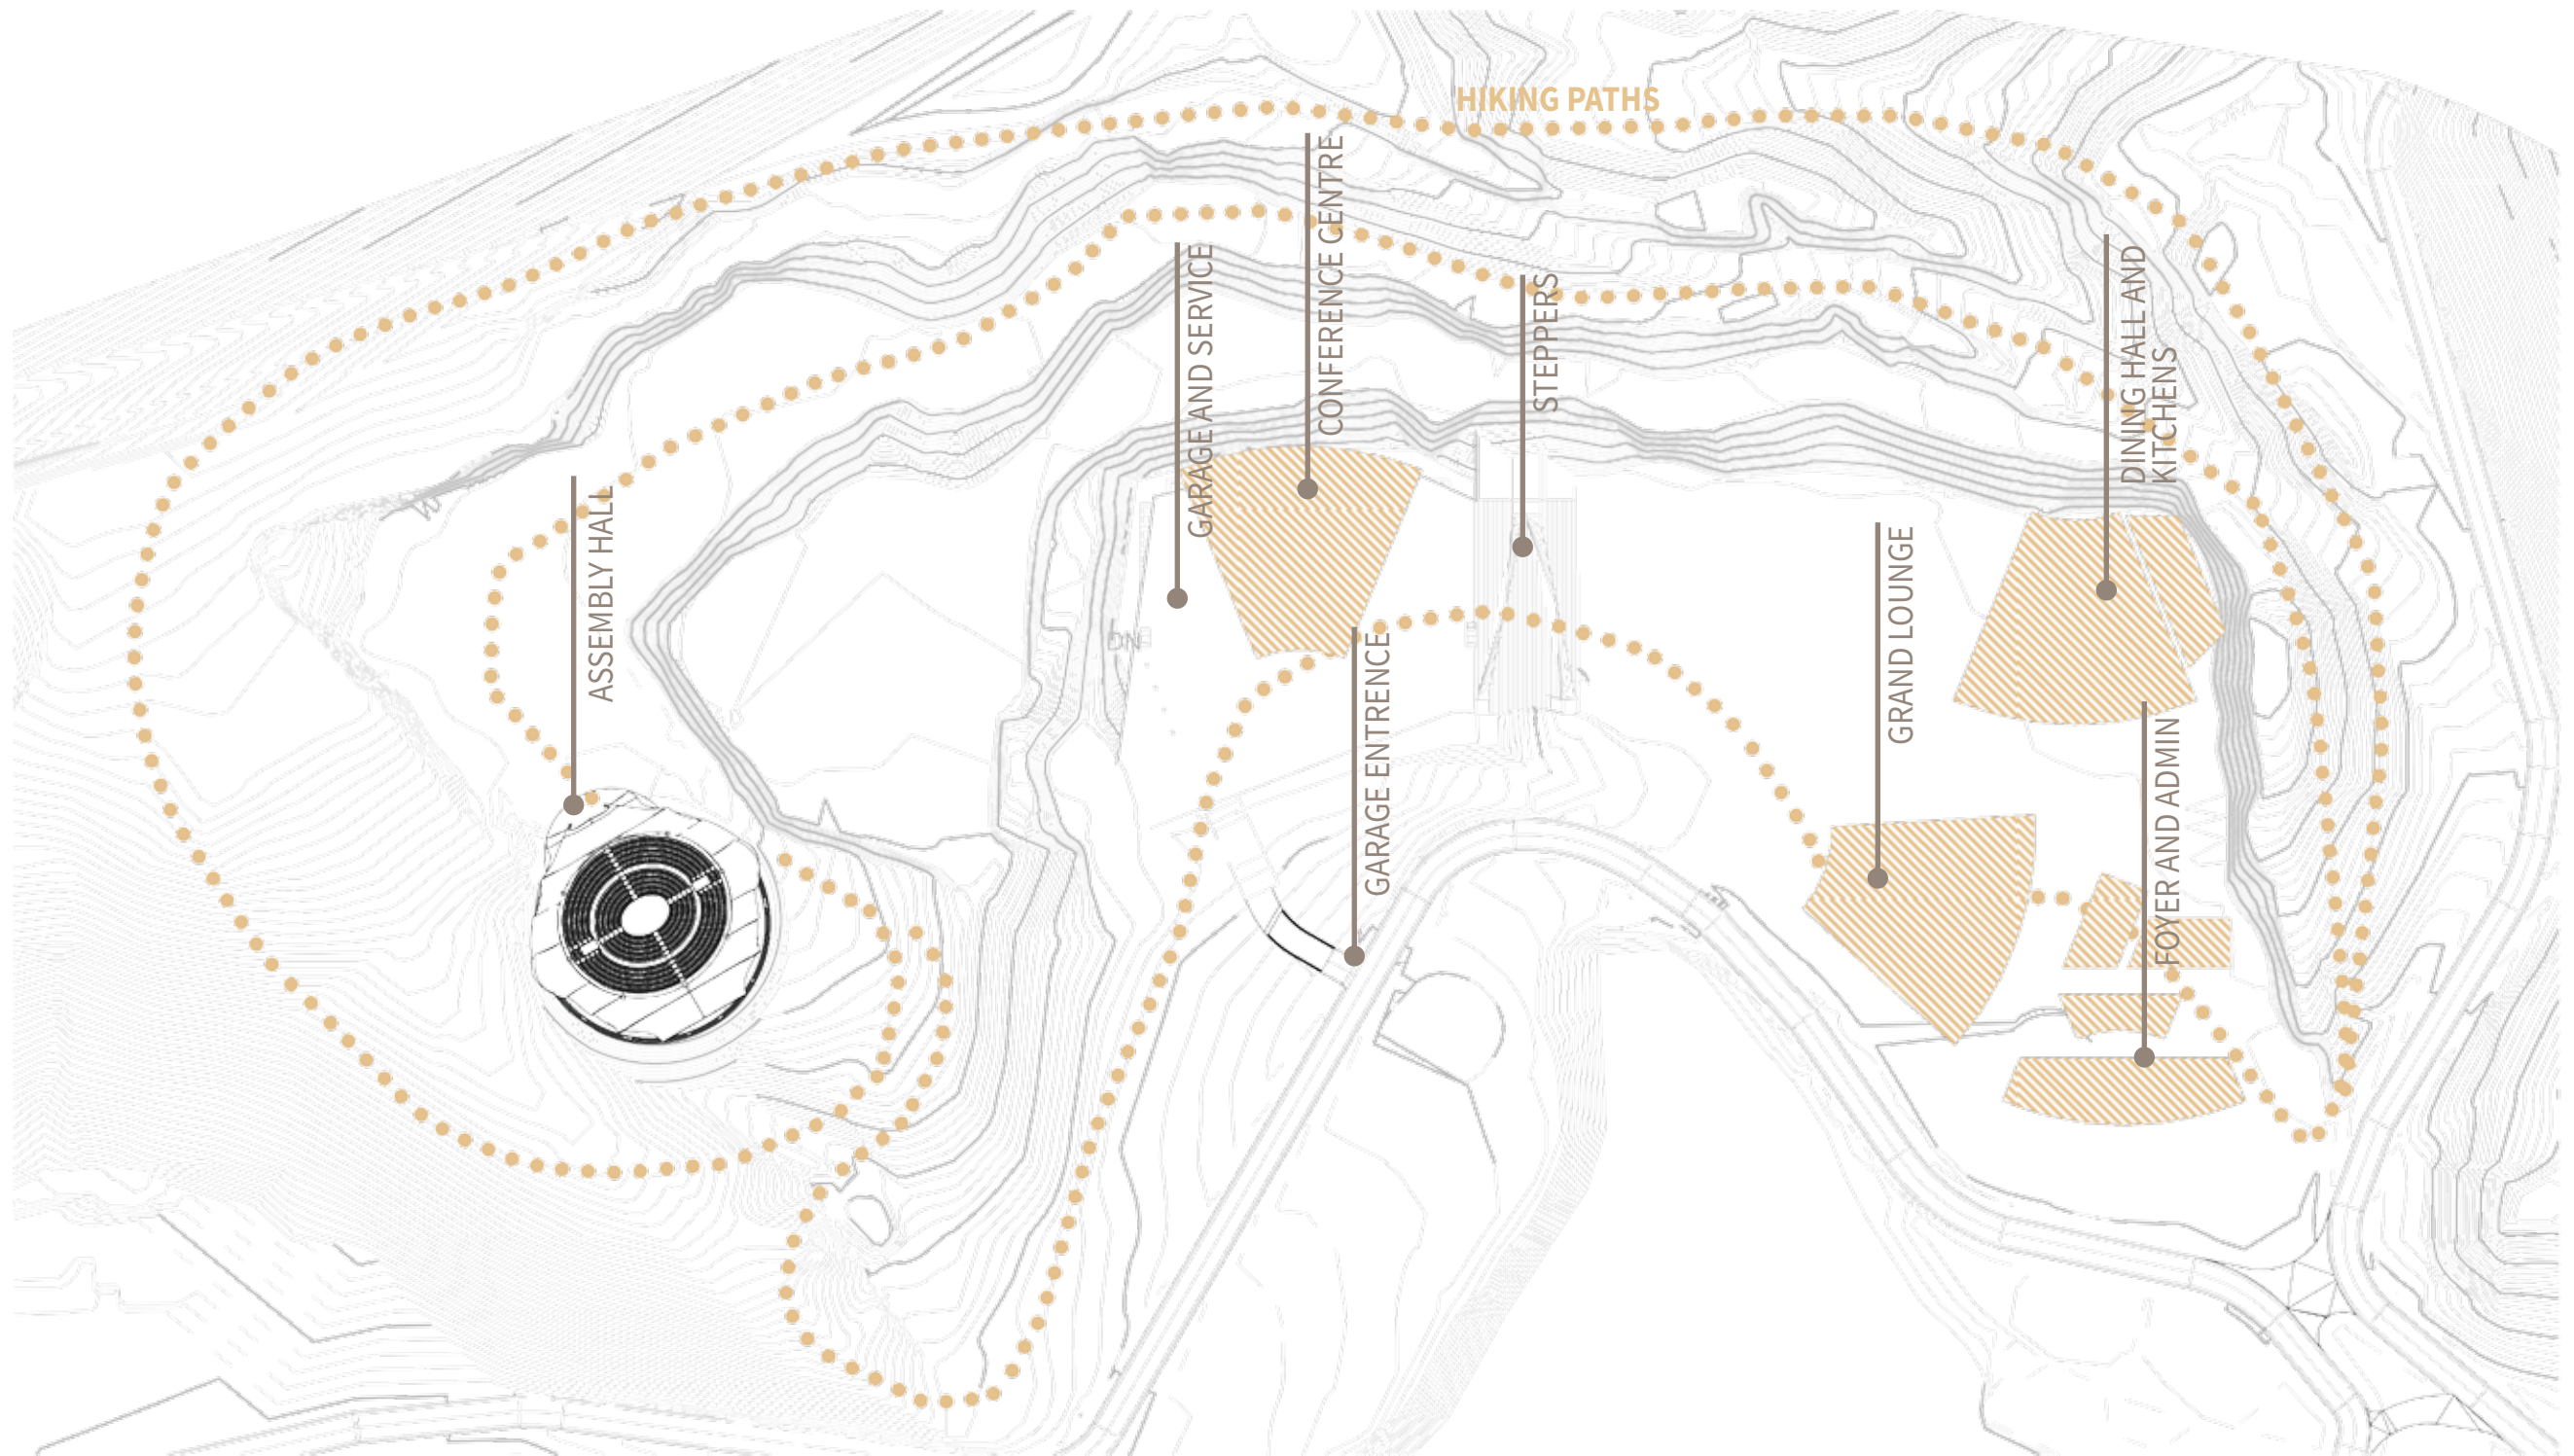 HIKING PATHS
ASSEMBLY HALL
GARAGE AND SERVICE
CONFERENCE CENTRE
STEPPERS
GARAGE ENTRENCE
GRAND LOUNGE
DINING HALL AND
KITCHENS
FOYER AND ADMIN
DN